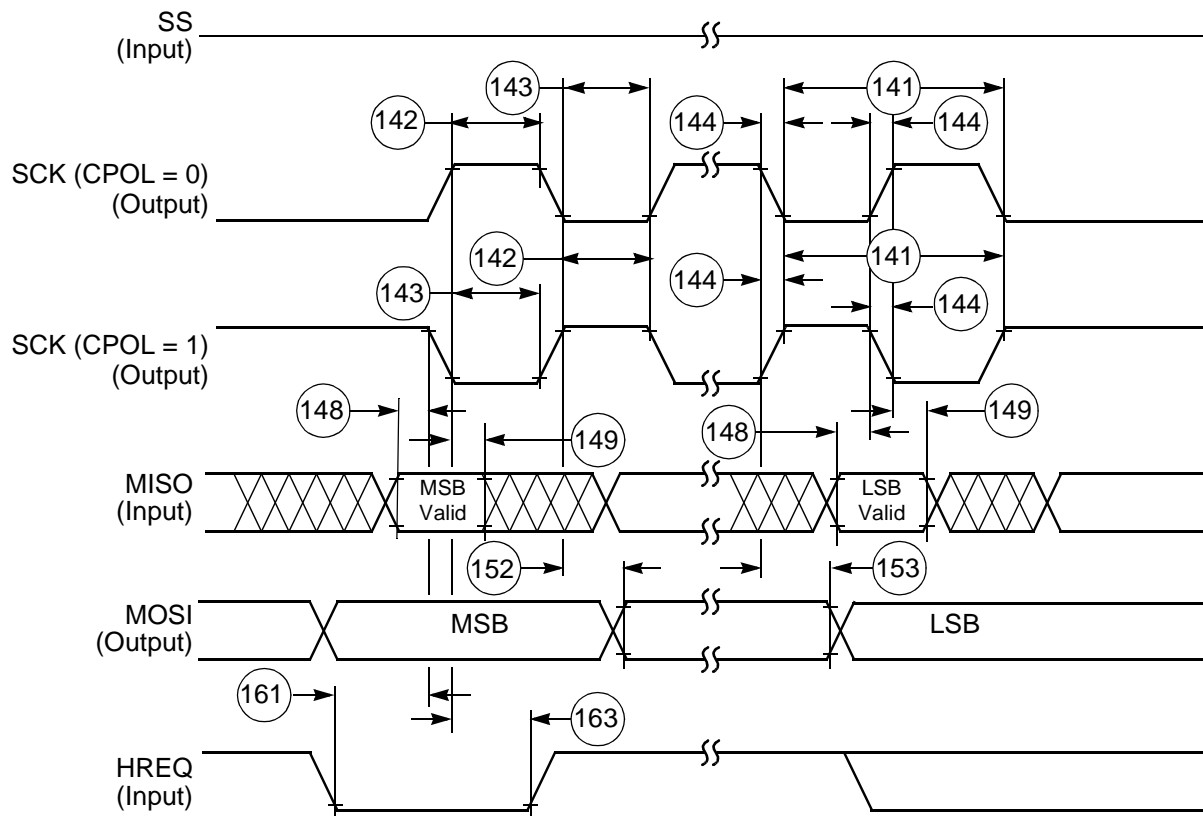 SS
(Input)
143
141
142
144
144
SCK (CPOL = 0)
(Output)
142
141
143
144
144
SCK (CPOL = 1)
(Output)
148
149
148
149
MISO
(Input)
MSB
Valid
LSB
Valid
152
153
MOSI
(Output)
MSB
LSB
161
163
HREQ
(Input)